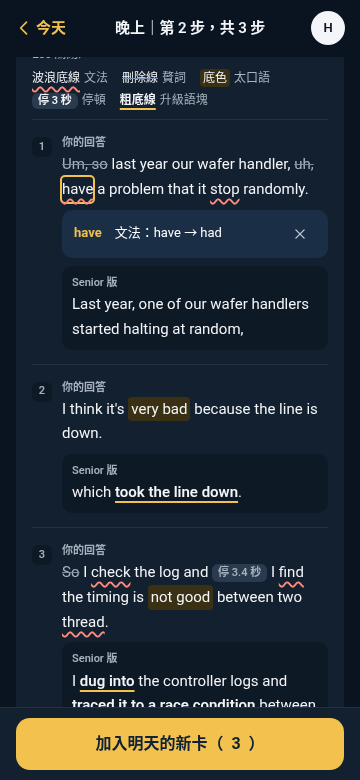 今天
晚上｜第 2 步，共 3 步
H
波浪底線 文法 刪除線 贅詞 底色 太口語
停 3 秒 停頓 粗底線 升級語塊
1
你的回答
Um, so last year our wafer handler, uh,
have a problem that it stop randomly.
have 文法：have → had
Senior 版
Last year, one of our wafer handlers
started halting at random,
2
你的回答
I think it's very bad because the line is
down.
Senior 版
which took the line down.
3
你的回答
So I check the log and 停 3.4 秒 I find
the timing is not good between two
thread.
Senior 版
I dug into the controller logs and
traced it to a race condition between
加入明天的新卡（ 3 ）